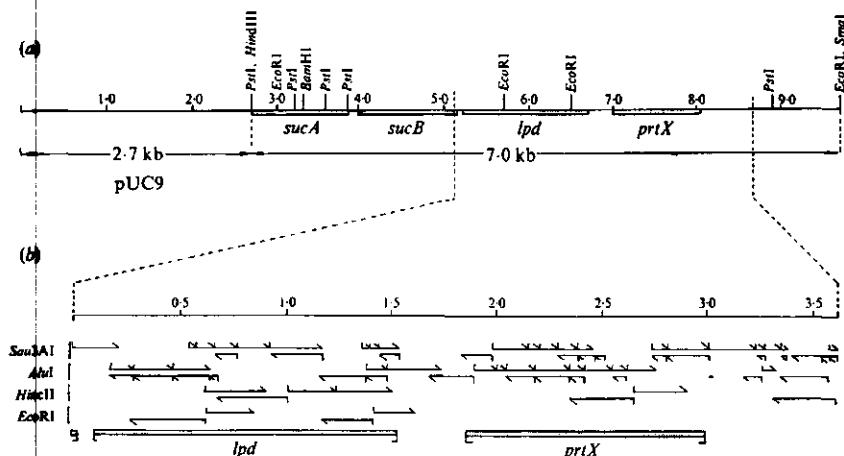 (a)
PstI, HindIII
EcoRI
PstI
BamHI
PstI
PstI
EcoRI
EcoRI
PstI
EcoRI, SmaI
1·0 2·0 3·0 4·0 5·0 6·0 7·0 8·0 9·0
sucA sucB lpd prtX
2·7 kb 7·0 kb
pUC9
(b)
0·5 1·0 1·5 2·0 2·5 3·0 3·5
Sau3AI
AluI
HincII
EcoRI
lpd prtX